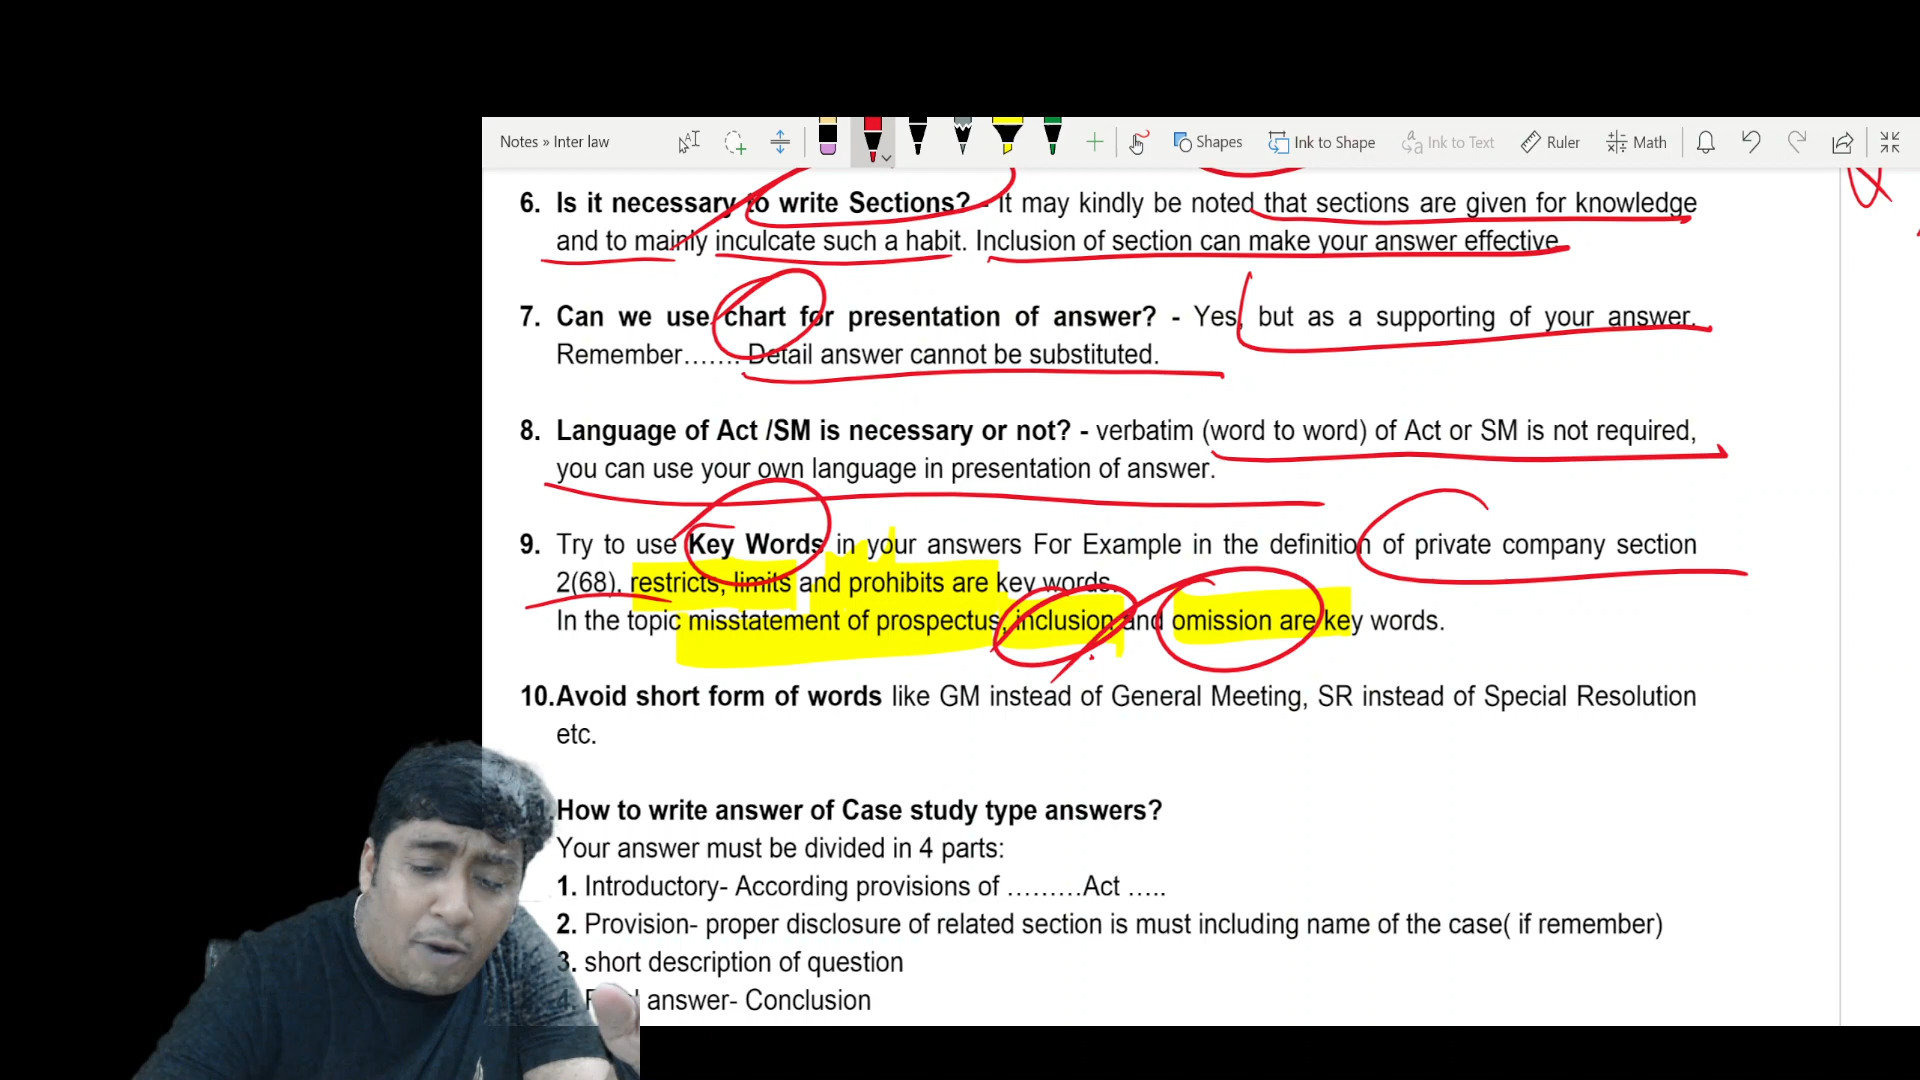 Notes » Inter law
Shapes
Ink to Shape
Ink to Text
Ruler
Math
6. Is it necessary to write Sections? - It may kindly be noted that sections are given for knowledge
and to mainly inculcate such a habit. Inclusion of section can make your answer effective
7. Can we use chart for presentation of answer? - Yes, but as a supporting of your answer.
Remember……. Detail answer cannot be substituted.
8. Language of Act /SM is necessary or not? - verbatim (word to word) of Act or SM is not required,
you can use your own language in presentation of answer.
9. Try to use Key Words in your answers For Example in the definition of private company section
2(68), restricts, limits and prohibits are key words.
In the topic misstatement of prospectus, inclusion and omission are key words.
10.Avoid short form of words like GM instead of General Meeting, SR instead of Special Resolution
etc.
How to write answer of Case study type answers?
Your answer must be divided in 4 parts:
1. Introductory- According provisions of ………Act …..
2. Provision- proper disclosure of related section is must including name of the case( if remember)
3. short description of question
answer- Conclusion